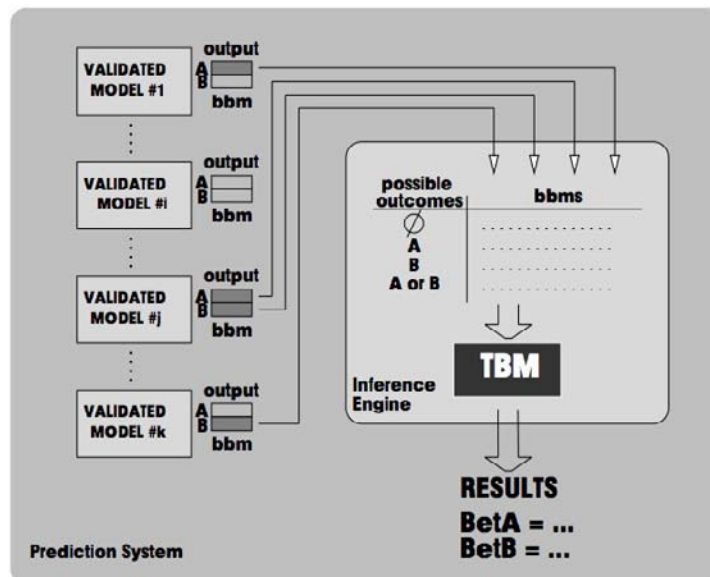 output
VALIDATED
MODEL #1
A
B
bbm
VALIDATED
MODEL #i
A
B
bbm
output
VALIDATED
MODEL #j
A
B
bbm
output
VALIDATED
MODEL #k
A
B
bbm
possible
outcomes
bbms
∅
A
B
A or B
TBM
Inference
Engine
RESULTS
BetA = ...
BetB = ...
Prediction System